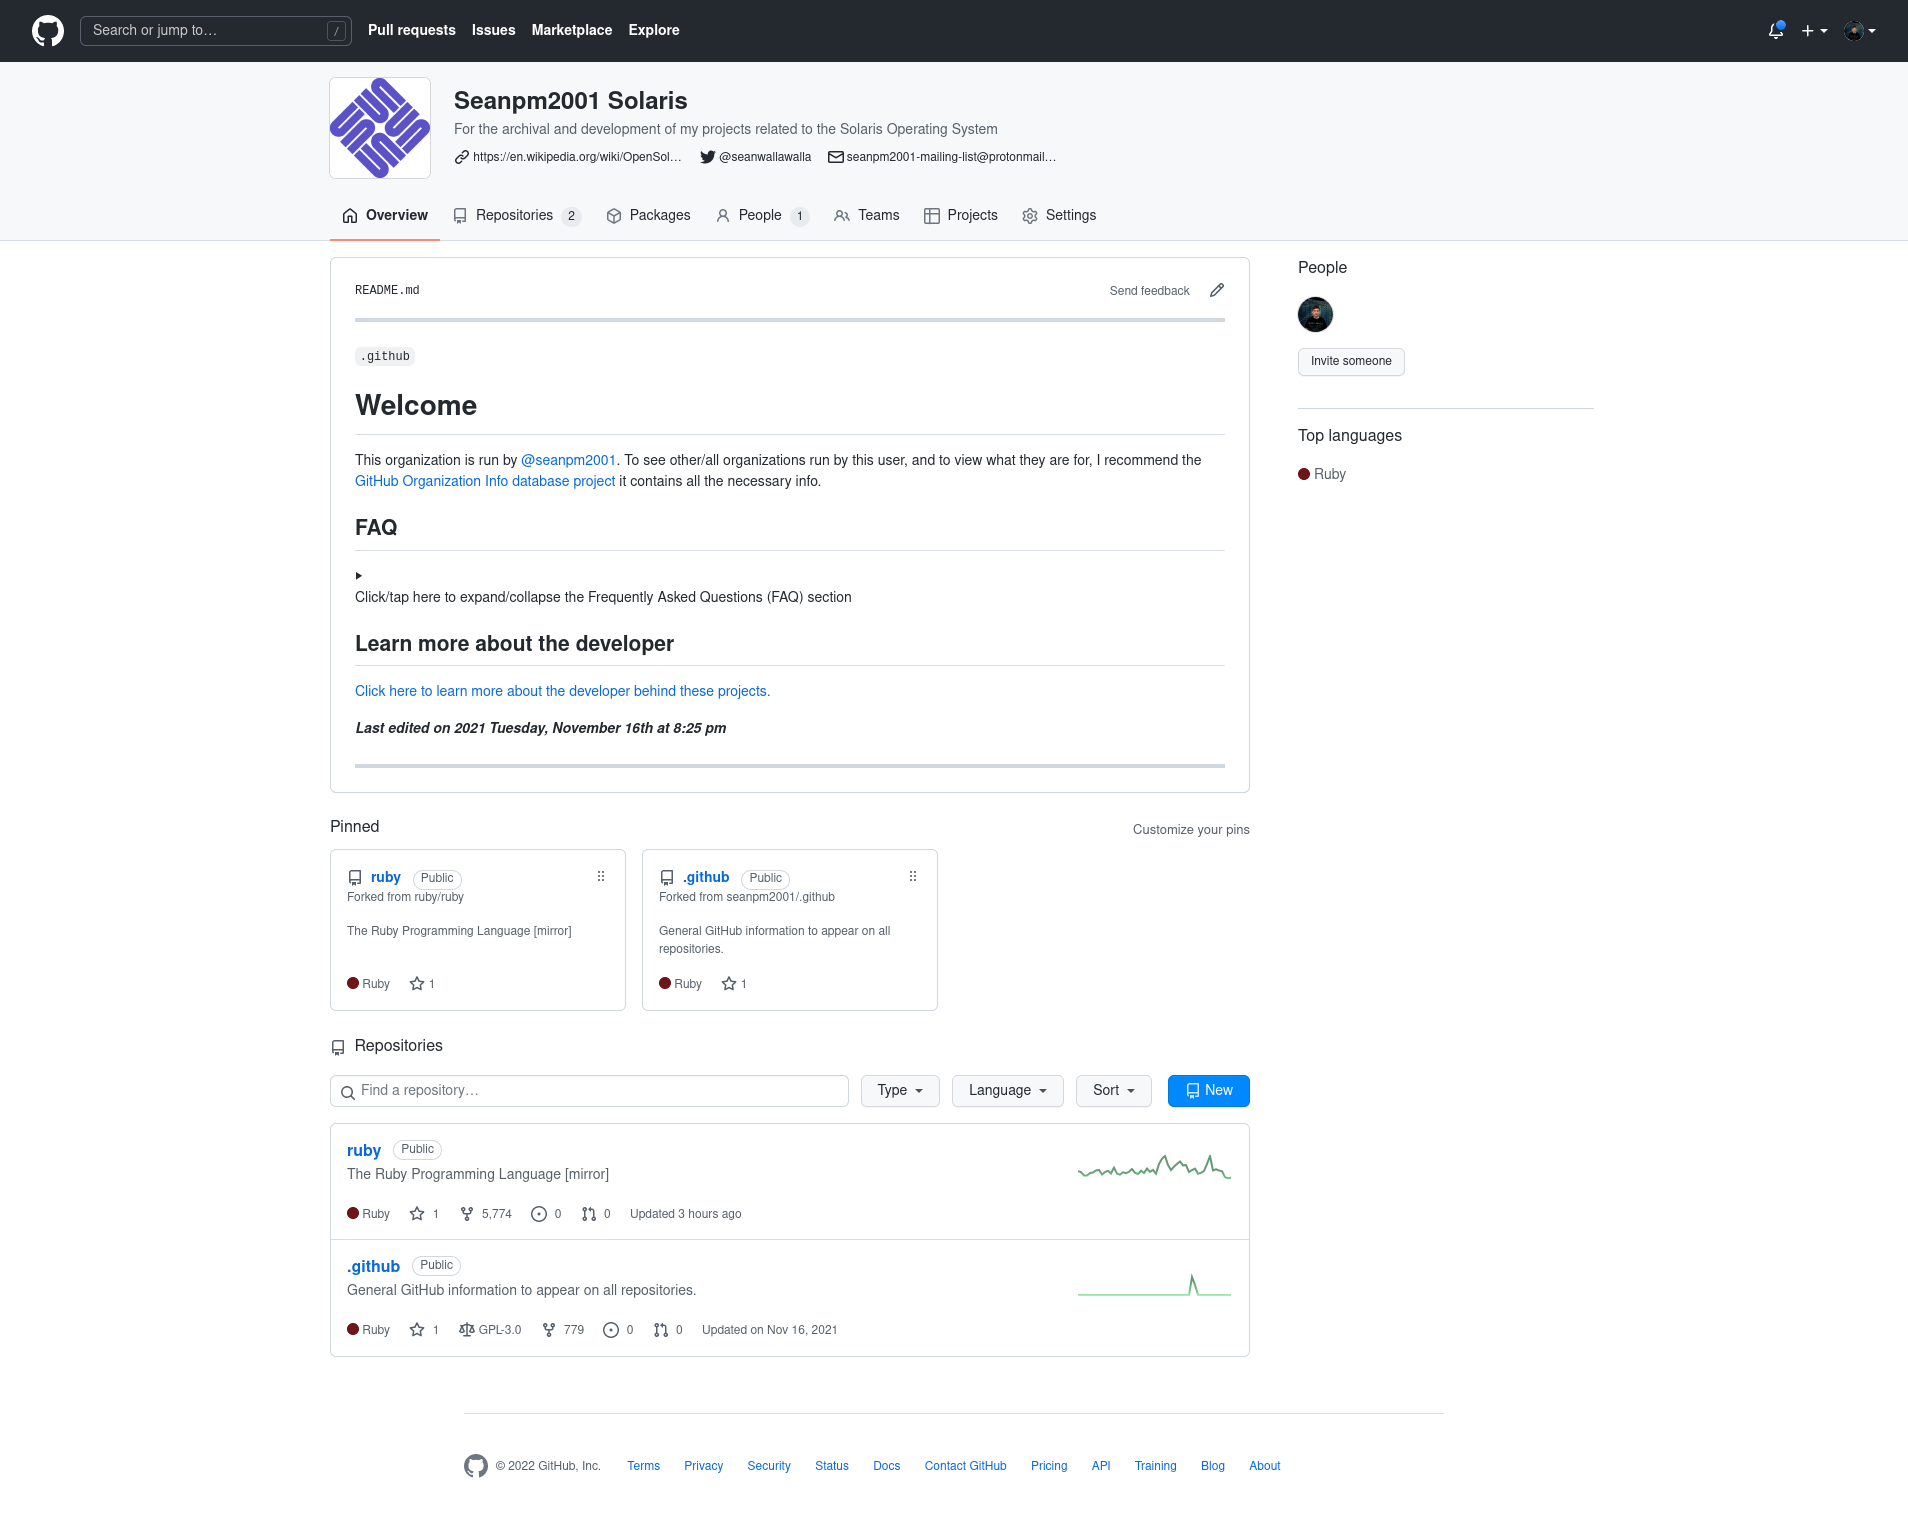 Search or jump to… /
Pull requests Issues Marketplace Explore
Seanpm2001 Solaris
For the archival and development of my projects related to the Solaris Operating System
https://en.wikipedia.org/wiki/OpenSol… @seanwallawalla seanpm2001-mailing-list@protonmail…
Overview Repositories 2 Packages People 1 Teams Projects Settings
README.md Send feedback
.github
Welcome
This organization is run by @seanpm2001. To see other/all organizations run by this user, and to view what they are for, I recommend the
GitHub Organization Info database project it contains all the necessary info.
FAQ
Click/tap here to expand/collapse the Frequently Asked Questions (FAQ) section
Learn more about the developer
Click here to learn more about the developer behind these projects.
Last edited on 2021 Tuesday, November 16th at 8:25 pm
People
Invite someone
Top languages
Ruby
Pinned Customize your pins
ruby Public
Forked from ruby/ruby
The Ruby Programming Language [mirror]
Ruby 1
.github Public
Forked from seanpm2001/.github
General GitHub information to appear on all
repositories.
Ruby 1
Repositories
Find a repository… Type Language Sort New
ruby Public
The Ruby Programming Language [mirror]
Ruby 1 5,774 0 0 Updated 3 hours ago
.github Public
General GitHub information to appear on all repositories.
Ruby 1 GPL-3.0 779 0 0 Updated on Nov 16, 2021
© 2022 GitHub, Inc. Terms Privacy Security Status Docs Contact GitHub Pricing API Training Blog About